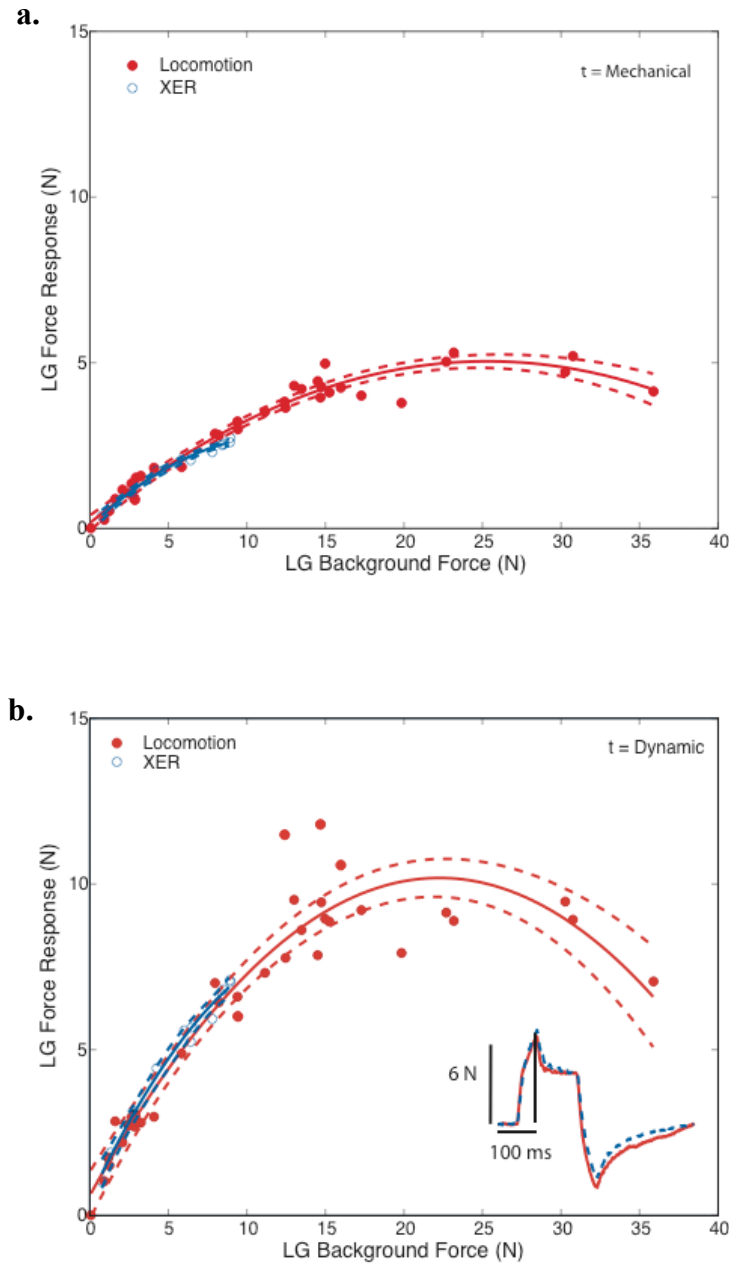 a.
15
Locomotion
XER
t = Mechanical
10
LG Force Response (N)
5
0
0 5 10 15 20 25 30 35 40
LG Background Force (N)
b.
15
Locomotion
XER
t = Dynamic
10
LG Force Response (N)
5
6 N
100 ms
0
0 5 10 15 20 25 30 35 40
LG Background Force (N)